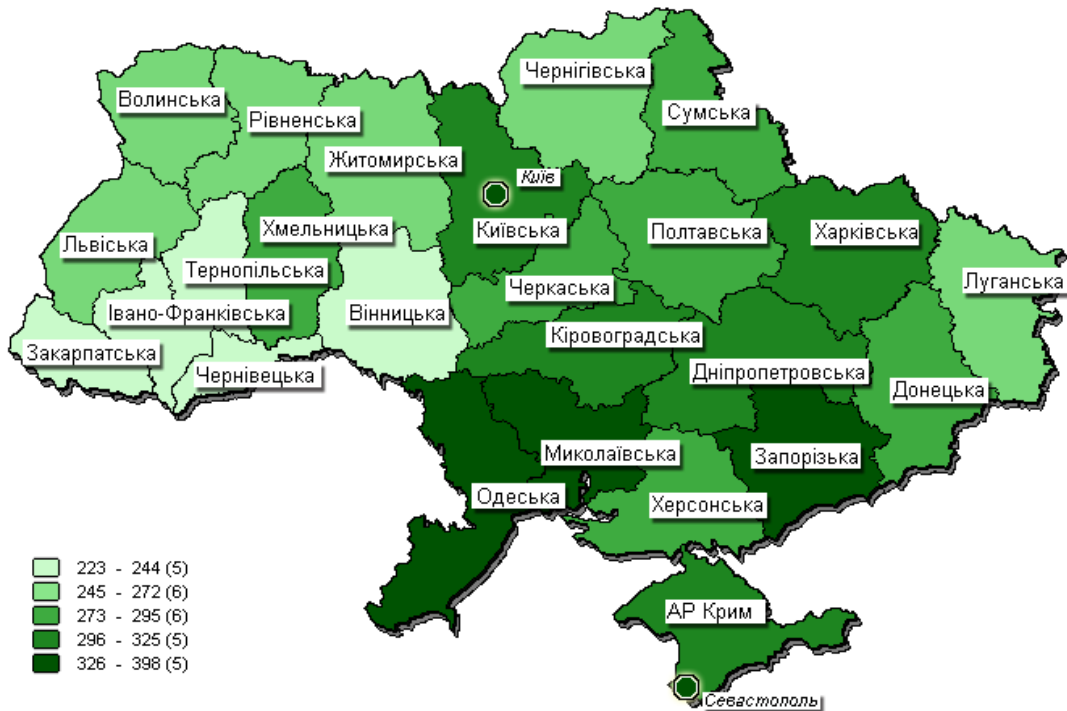 Чернігівська
Волинська
Сумська
Рівненська
Житомирська
Київ
Хмельницька
Київська
Полтавська
Харківська
Львіська
Тернопільська
Луганська
Черкаська
Івано-Франківська
Вінницька
Кіровоградська
Закарпатська
Чернівецька
Дніпропетровська
Донецька
Миколаївська
Запорізька
Одеська
Херсонська
223 - 244 (5)
245 - 272 (6)
273 - 295 (6)
296 - 325 (5)
326 - 398 (5)
АР Крим
Севастополь